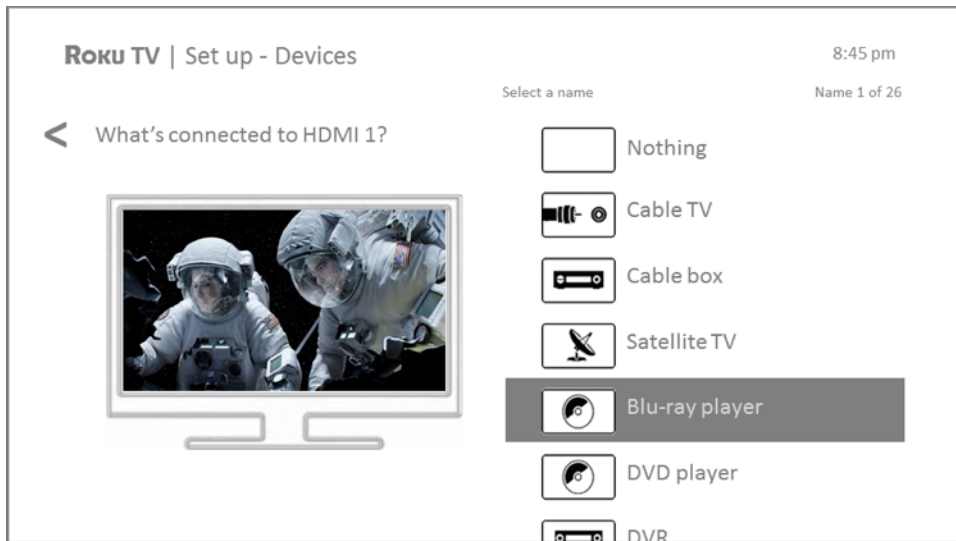 Roku TV | Set up - Devices
8:45 pm
Select a name
Name 1 of 26
< What's connected to HDMI 1?
Nothing
Cable TV
Cable box
Satellite TV
Blu-ray player
DVD player
DVR